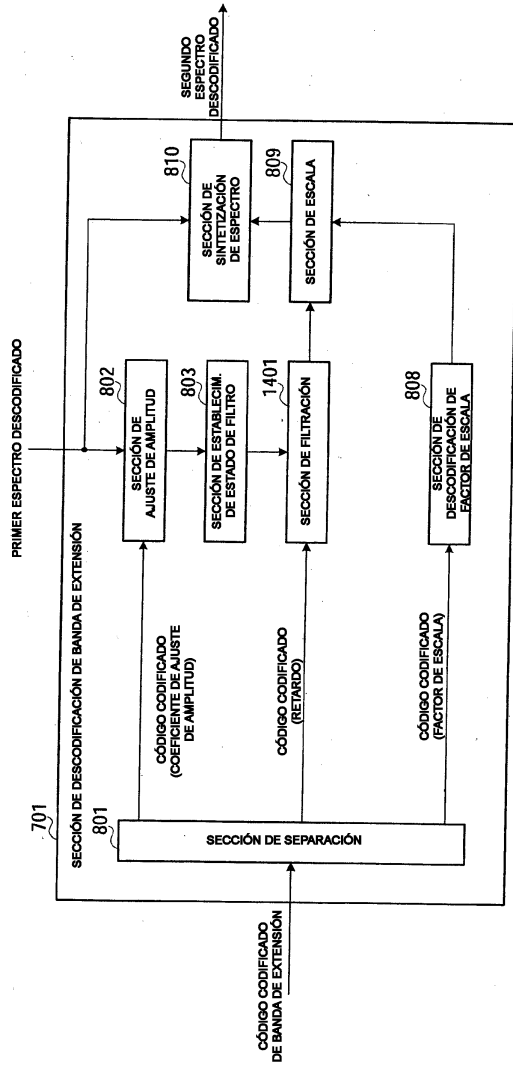 PRIMER ESPECTRO DESCODIFICADO
701
SECCIÓN DE DESCODIFICACIÓN DE BANDA DE EXTENSIÓN
801
SECCIÓN DE SEPARACIÓN
CÓDIGO CODIFICADO
DE BANDA DE EXTENSIÓN
CÓDIGO CODIFICADO
(COEFICIENTE DE AJUSTE
DE AMPLITUD)
CÓDIGO CODIFICADO
(RETARDO)
CÓDIGO CODIFICADO
(FACTOR DE ESCALA)
802
SECCIÓN DE
AJUSTE DE AMPLITUD
803
SECCIÓN DE ESTABLECIM.
DE ESTADO DE FILTRO
1401
SECCIÓN DE FILTRACIÓN
808
SECCIÓN DE
DESCODIFICACIÓN DE
FACTOR DE ESCALA
810
SECCIÓN DE
SINTETIZACIÓN
DE ESPECTRO
809
SECCIÓN DE ESCALA
SEGUNDO
ESPECTRO
DESCODIFICADO